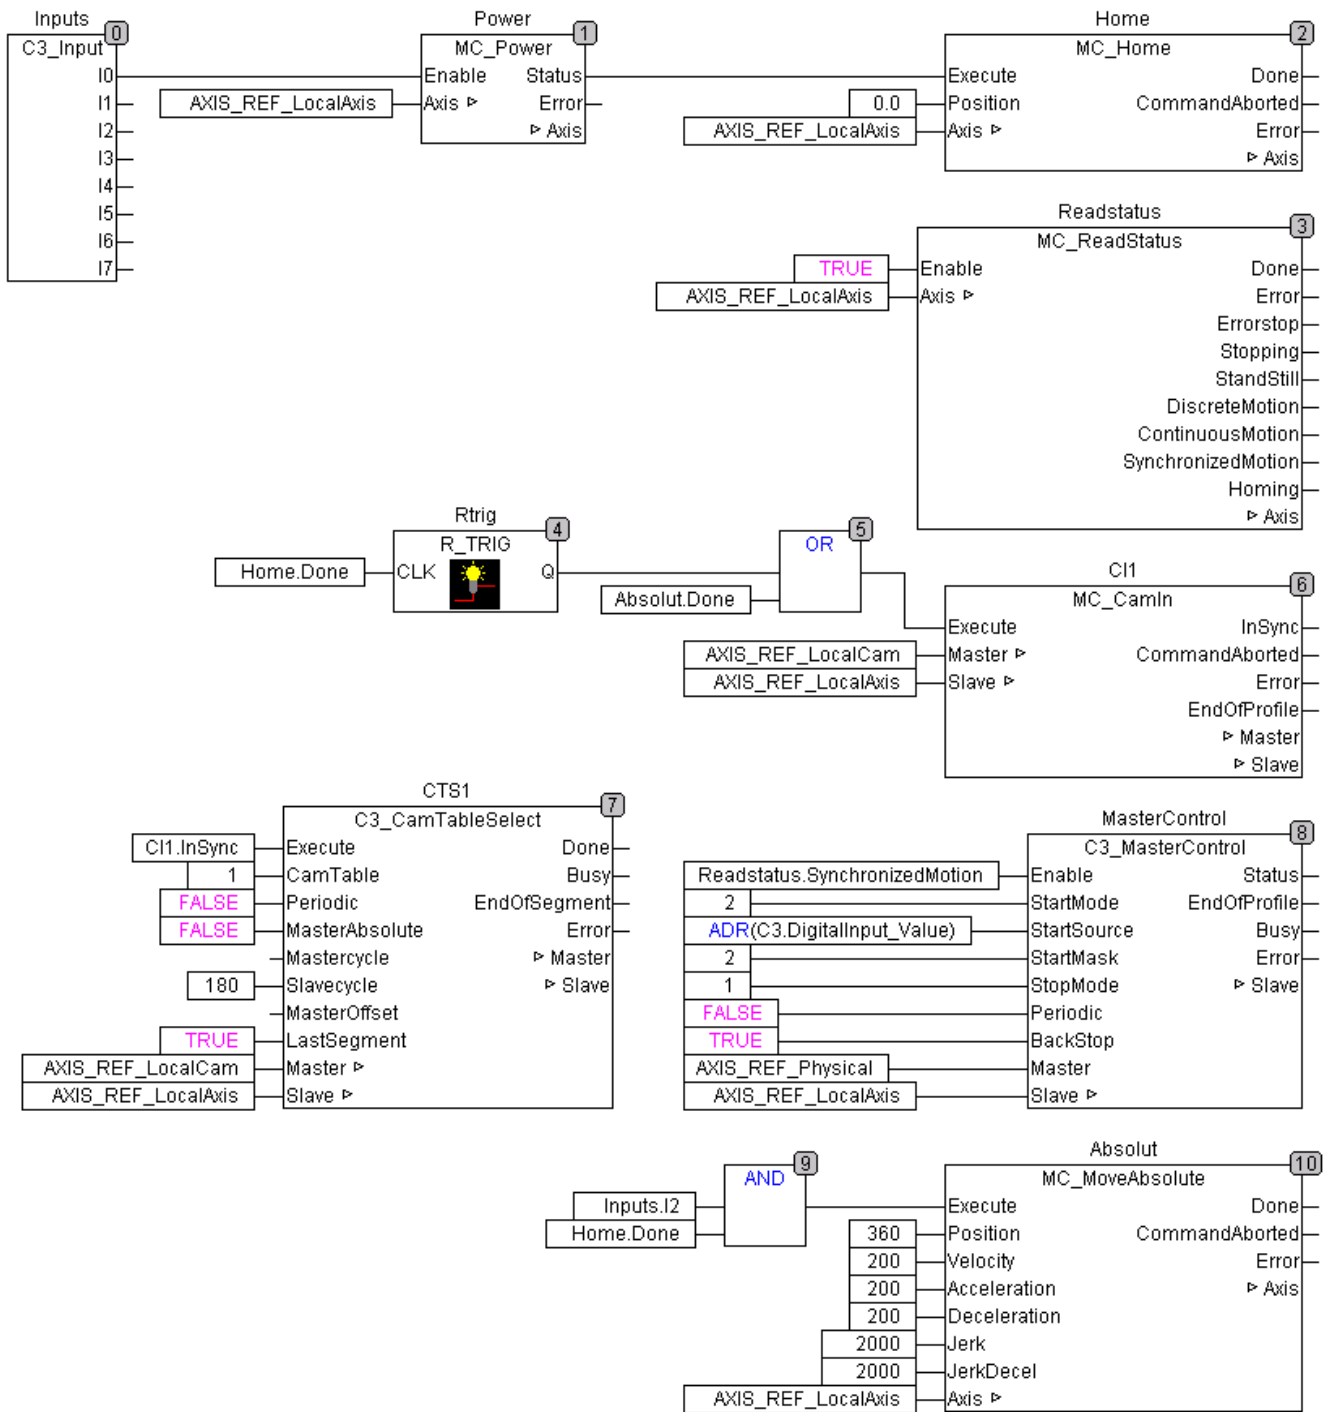 Inputs
0
C3_Input
I0
I1
I2
I3
I4
I5
I6
I7
Power
1
MC_Power
Enable Status
AXIS_REF_LocalAxis Axis Error
Axis
Home
2
MC_Home
Execute Done
0.0 Position CommandAborted
AXIS_REF_LocalAxis Axis Error
Axis
Readstatus
3
MC_ReadStatus
TRUE Enable Done
AXIS_REF_LocalAxis Axis Error
Errorstop
Stopping
StandStill
DiscreteMotion
ContinuousMotion
SynchronizedMotion
Homing
Axis
Rtrig
4
R_TRIG
Home.Done CLK Q
5
OR
Absolut.Done
CI1
6
MC_CamIn
Execute InSync
AXIS_REF_LocalCam Master CommandAborted
AXIS_REF_LocalAxis Slave Error
EndOfProfile
Master
Slave
CTS1
7
C3_CamTableSelect
CI1.InSync Execute Done
1 CamTable Busy
FALSE Periodic EndOfSegment
FALSE MasterAbsolute Error
Mastercycle Master
180 Slavecycle Slave
MasterOffset
TRUE LastSegment
AXIS_REF_LocalCam Master
AXIS_REF_LocalAxis Slave
MasterControl
8
C3_MasterControl
Readstatus.SynchronizedMotion Enable Status
2 StartMode EndOfProfile
ADR(C3.DigitalInput_Value) StartSource Busy
2 StartMask Error
1 StopMode Slave
FALSE Periodic
TRUE BackStop
AXIS_REF_Physical Master
AXIS_REF_LocalAxis Slave
9
AND
Inputs.I2
Home.Done
Absolut
10
MC_MoveAbsolute
Execute Done
360 Position CommandAborted
200 Velocity Error
200 Acceleration Axis
200 Deceleration
2000 Jerk
2000 JerkDecel
AXIS_REF_LocalAxis Axis